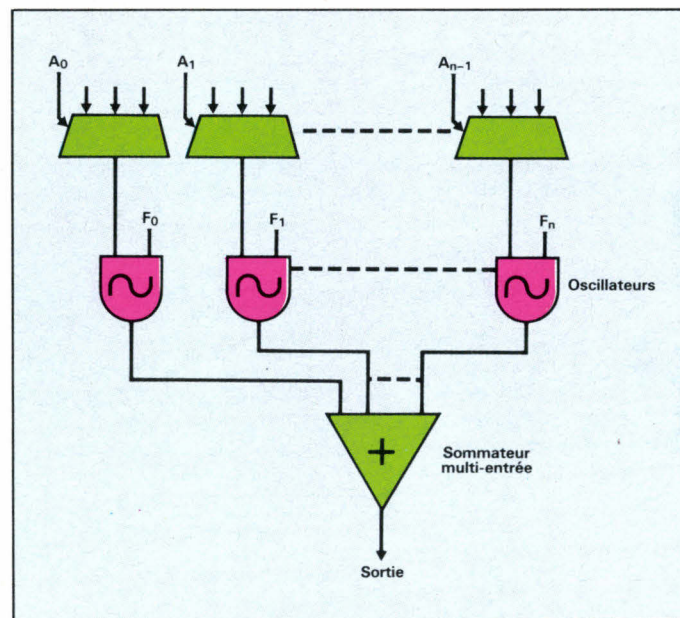 A0
A1
An−1
F0
F1
Fn
Oscillateurs
+
Sommateur
multi-entrée
Sortie